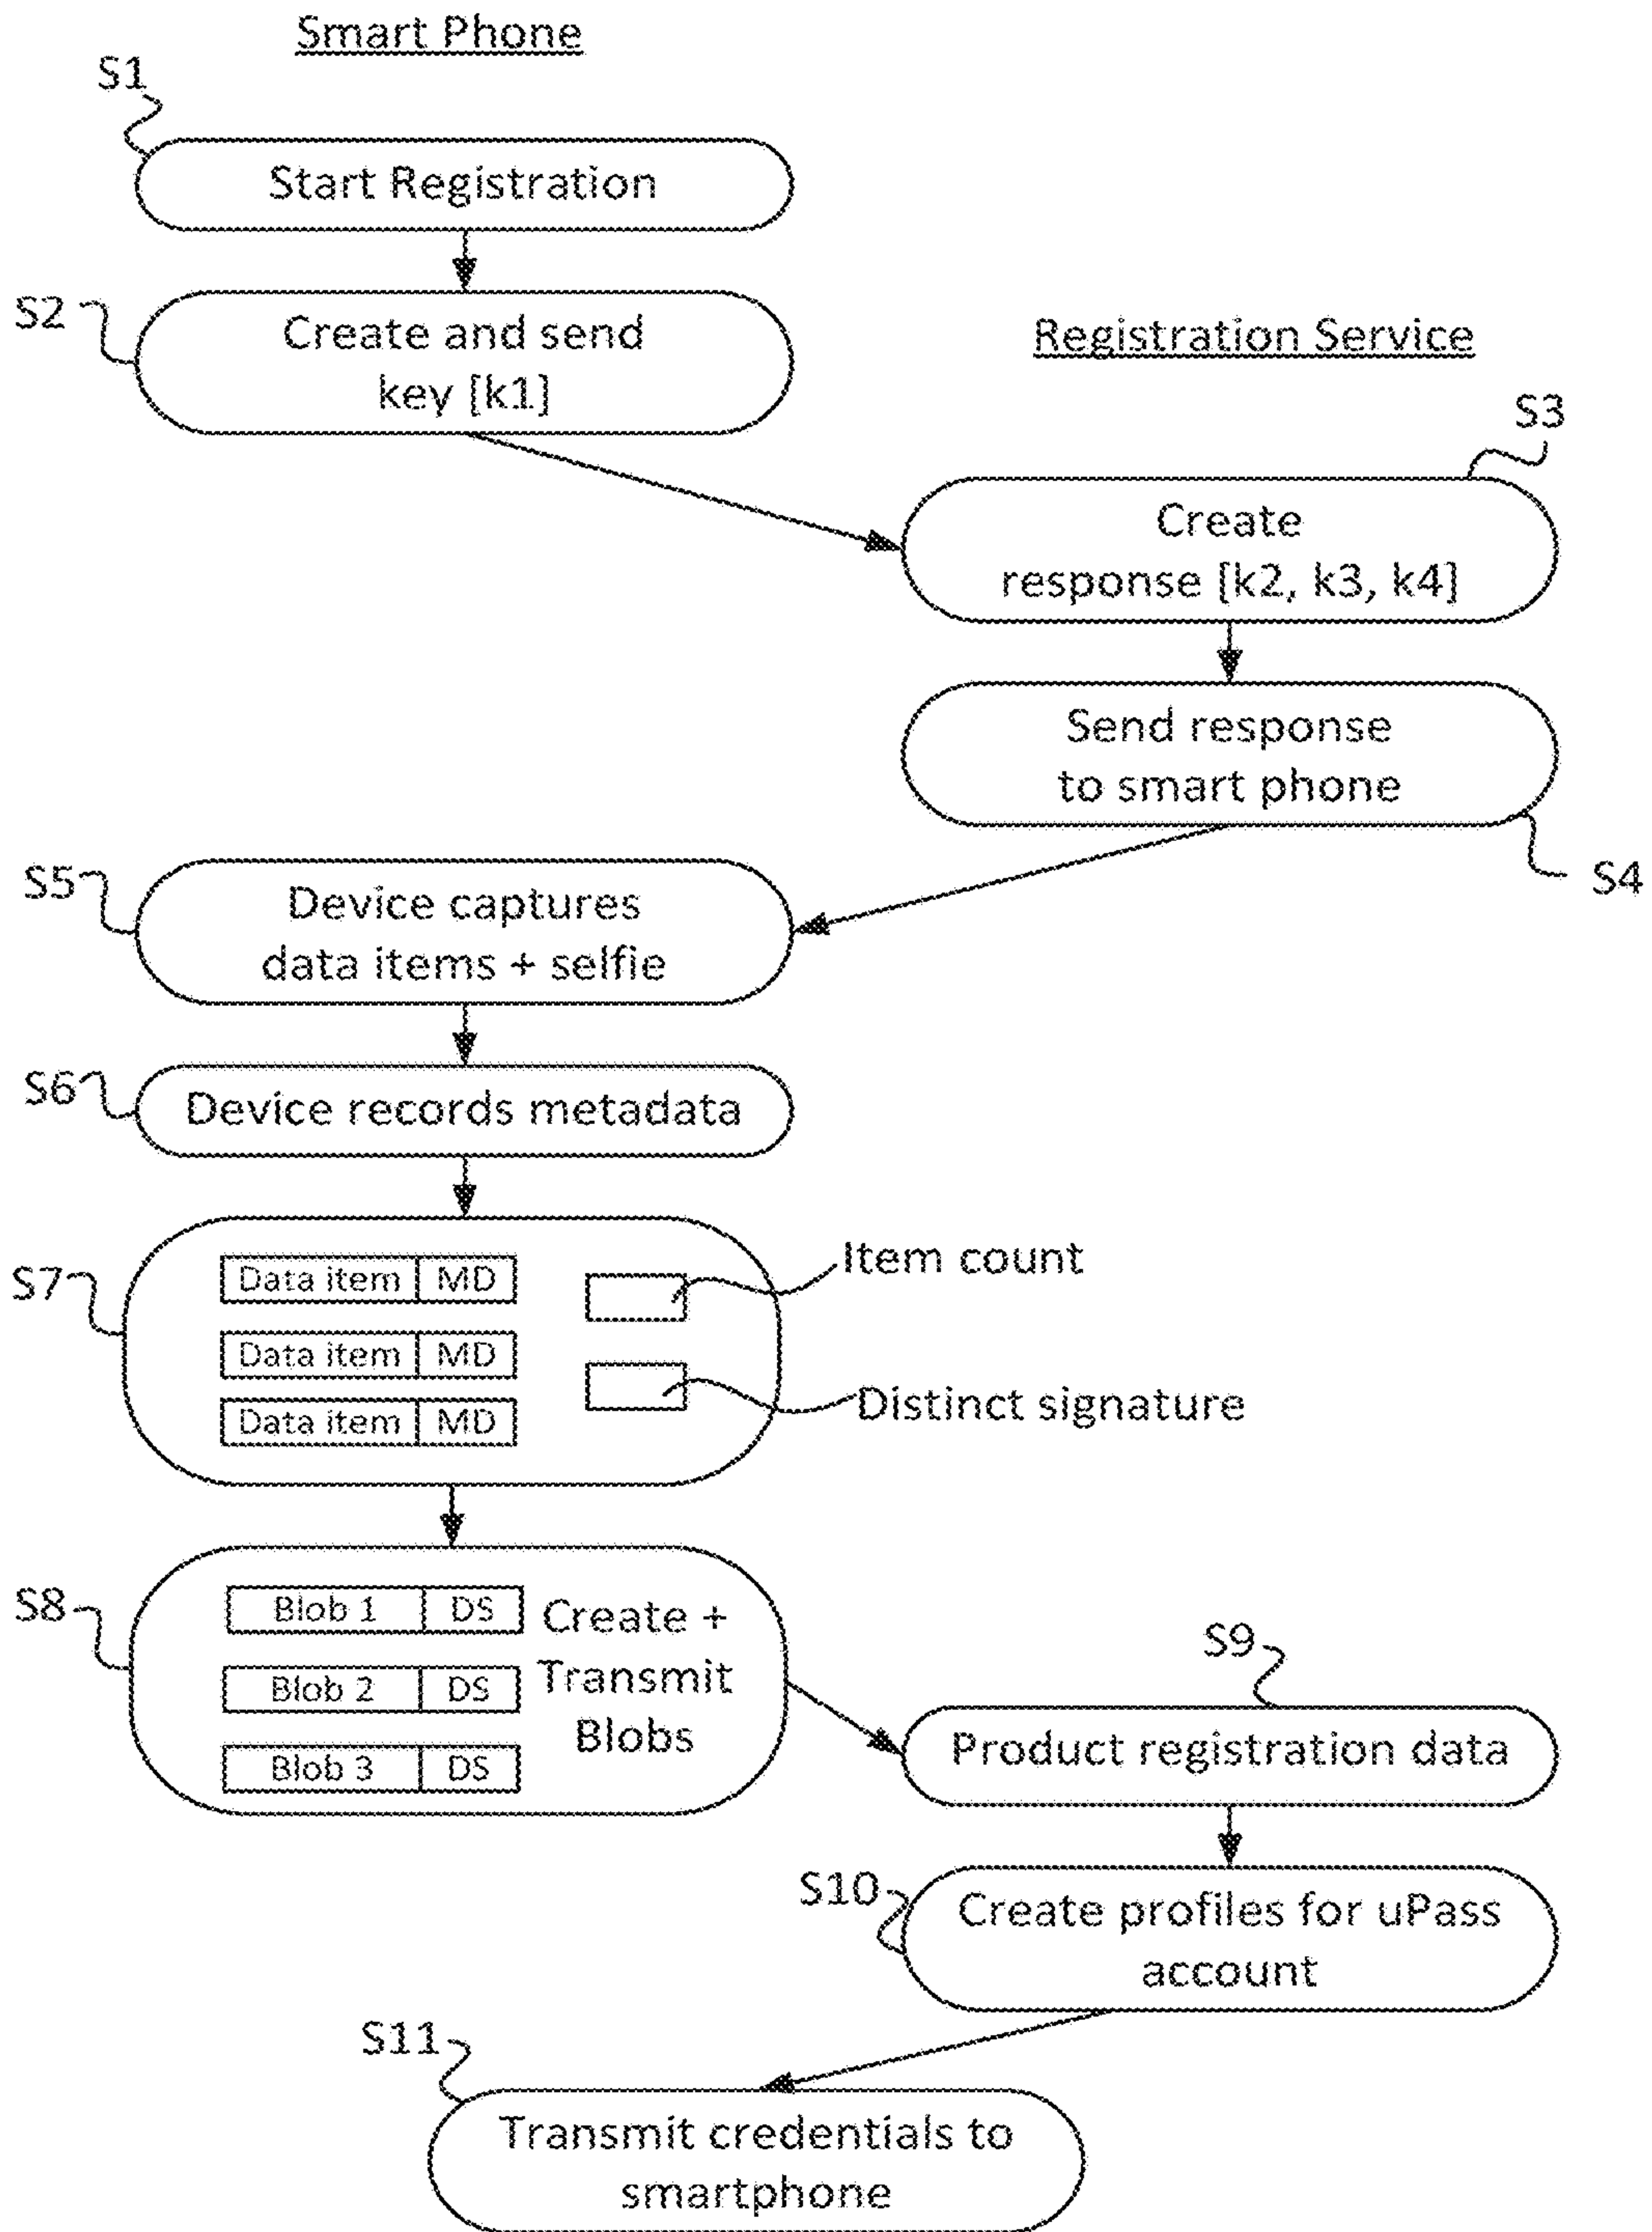 Smart Phone
S1
Start Registration
S2
Create and send
key [k1]
Registration Service
S3
Create
response [k2, k3, k4]
Send response
to smart phone
S4
S5
Device captures
data items + selfie
S6
Device records metadata
S7
Data item MD
Data item MD
Data item MD
Item count
Distinct signature
S8
Blob 1 DS
Blob 2 DS
Blob 3 DS
Create +
Transmit
Blobs
S9
Product registration data
S10
Create profiles for uPass
account
S11
Transmit credentials to
smartphone